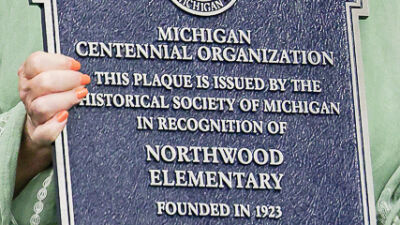 MICHIGAN
MICHIGAN
CENTENNIAL ORGANIZATION
THIS PLAQUE IS ISSUED BY THE
HISTORICAL SOCIETY OF MICHIGAN
IN RECOGNITION OF
NORTHWOOD
ELEMENTARY
FOUNDED IN 1923